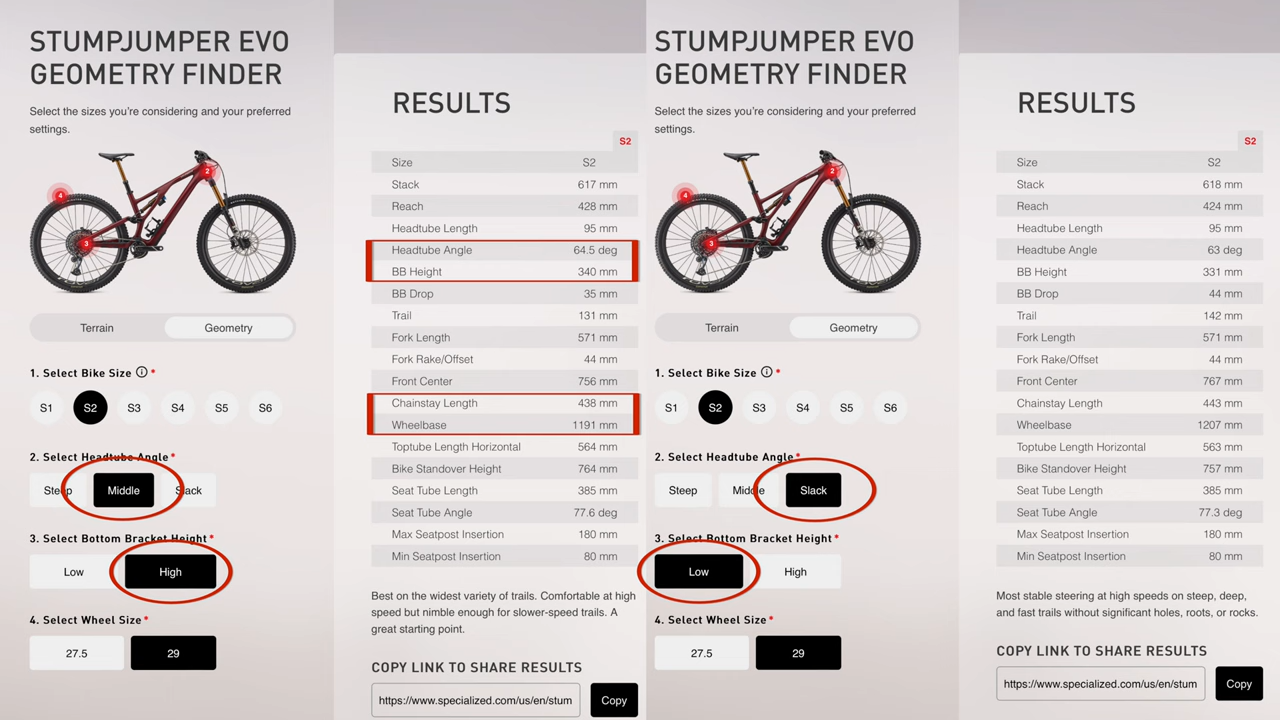 STUMPJUMPER EVO
GEOMETRY FINDER
Select the sizes you're considering and your preferred
settings.
4
2
3
Terrain
Geometry
1. Select Bike Size i *
S1 S2 S3 S4 S5 S6
2. Select Headtube Angle *
Steep Middle Slack
3. Select Bottom Bracket Height *
Low High
4. Select Wheel Size *
27.5 29
RESULTS
S2
Size S2
Stack 617 mm
Reach 428 mm
Headtube Length 95 mm
Headtube Angle 64.5 deg
BB Height 340 mm
BB Drop 35 mm
Trail 131 mm
Fork Length 571 mm
Fork Rake/Offset 44 mm
Front Center 756 mm
Chainstay Length 438 mm
Wheelbase 1191 mm
Toptube Length Horizontal 564 mm
Bike Standover Height 764 mm
Seat Tube Length 385 mm
Seat Tube Angle 77.6 deg
Max Seatpost Insertion 180 mm
Min Seatpost Insertion 80 mm
Best on the widest variety of trails. Comfortable at high
speed but nimble enough for slower-speed trails. A
great starting point.
COPY LINK TO SHARE RESULTS
https://www.specialized.com/us/en/stum Copy
STUMPJUMPER EVO
GEOMETRY FINDER
Select the sizes you're considering and your preferred
settings.
4
2
3
Terrain
Geometry
1. Select Bike Size i *
S1 S2 S3 S4 S5 S6
2. Select Headtube Angle *
Steep Middle Slack
3. Select Bottom Bracket Height *
Low High
4. Select Wheel Size *
27.5 29
RESULTS
S2
Size S2
Stack 618 mm
Reach 424 mm
Headtube Length 95 mm
Headtube Angle 63 deg
BB Height 331 mm
BB Drop 44 mm
Trail 142 mm
Fork Length 571 mm
Fork Rake/Offset 44 mm
Front Center 767 mm
Chainstay Length 443 mm
Wheelbase 1207 mm
Toptube Length Horizontal 563 mm
Bike Standover Height 757 mm
Seat Tube Length 385 mm
Seat Tube Angle 77.3 deg
Max Seatpost Insertion 180 mm
Min Seatpost Insertion 80 mm
Most stable steering at high speeds on steep, deep,
and fast trails without significant holes, roots, or rocks.
COPY LINK TO SHARE RESULTS
https://www.specialized.com/us/en/stum Copy